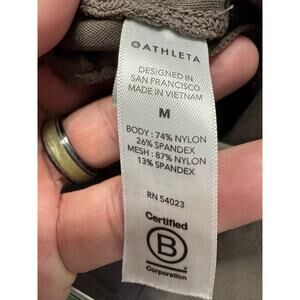 ATHLETA
DESIGNED IN
SAN FRANCISCO
MADE IN VIETNAM
M
BODY : 74% NYLON
26% SPANDEX
MESH : 87% NYLON
13% SPANDEX
RN 54023
Certified
B
Corporation